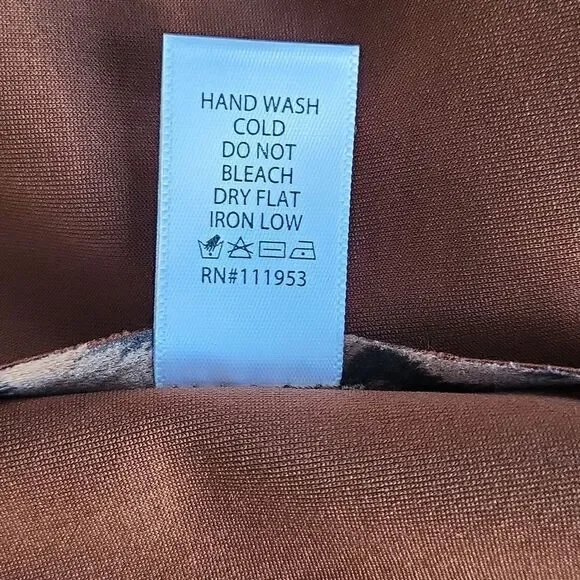 HAND WASH
COLD
DO NOT
BLEACH
DRY FLAT
IRON LOW
RN#111953